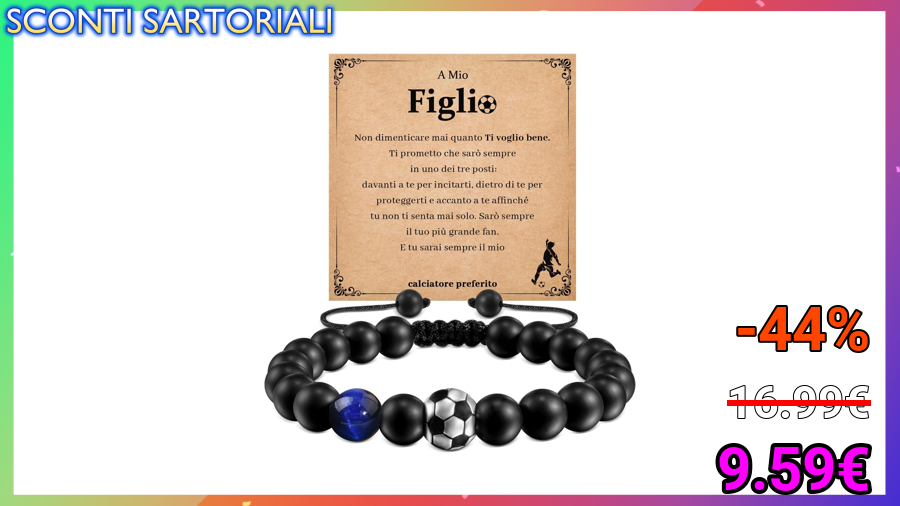 SCONTI SARTORIALI
A Mio
Figlio
Non dimenticare mai quanto Ti voglio bene.
Ti prometto che sarò sempre
in uno dei tre posti:
davanti a te per incitarti, dietro di te per
proteggerti e accanto a te affinché
tu non ti senta mai solo. Sarò sempre
il tuo più grande fan.
E tu sarai sempre il mio
calciatore preferito
-44%
16.99€
9.59€